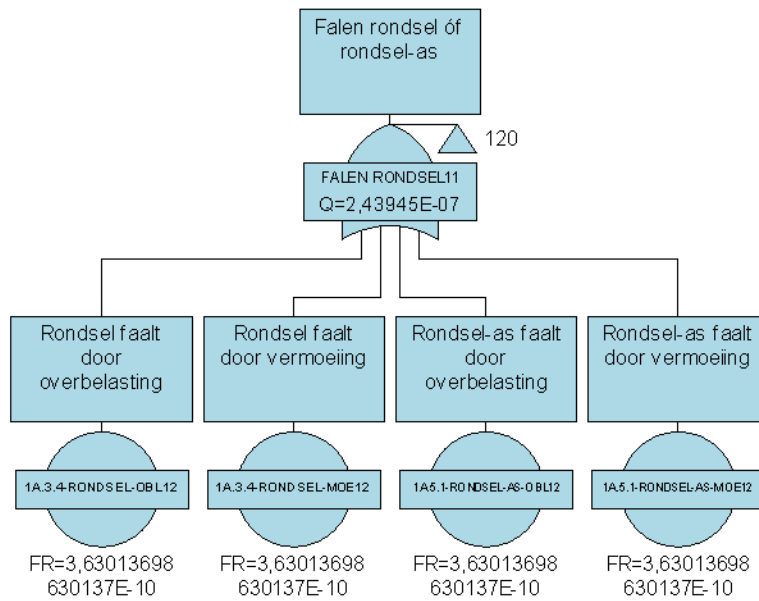 Falen rondsel óf
rondsel-as
120
FALEN RONDSEL11
Q=2,43945E-07
Rondsel faalt
door
overbelasting
Rondsel faalt
door vermoeiing
Rondsel-as faalt
door
overbelasting
Rondsel-as faalt
door vermoeiing
1A.3.4-RONDSEL-OBL12
1A.3.4-RONDSEL-MOE12
1A5.1-RONDSEL-AS-OBL12
1A5.1-RONDSEL-AS-MOE12
FR=3,63013698
630137E-10
FR=3,63013698
630137E-10
FR=3,63013698
630137E-10
FR=3,63013698
630137E-10